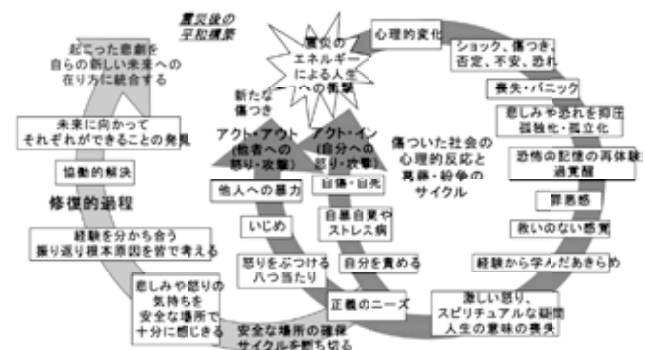 震災後の
平和構築
震災の
エネルギー
による人生
への衝撃
心理的変化
ショック、傷つき、
否定、不安、恐れ
喪失・パニック
悲しみや恐れを抑圧
孤独化・孤立化
恐怖の記憶の再体験
過覚醒
罪悪感
救いのない感覚
経験から学んだあきらめ
激しい怒り、
スピリチュアルな疑問
人生の意味の喪失
正義のニーズ
傷ついた社会の
心理的反応と
葛藤・紛争の
サイクル
アクト・イン
(自分への
怒り・攻撃)
自傷・自死
自暴自棄や
ストレス病
自分を責める
新たな
傷つき
アクト・アウト
(他者への
怒り・攻撃)
他人への暴力
いじめ
怒りをぶつける
八つ当たり
安全な場所の確保
サイクルを断ち切る
悲しみや怒りの
気持ちを
安全な場所で
十分に感じきる
経験を分かち合う
振り返り根本原因を皆で考える
修復的過程
協働的解決
未来に向かって
それぞれができることの発見
起こった悲劇を
自らの新しい未来への
在り方に統合する